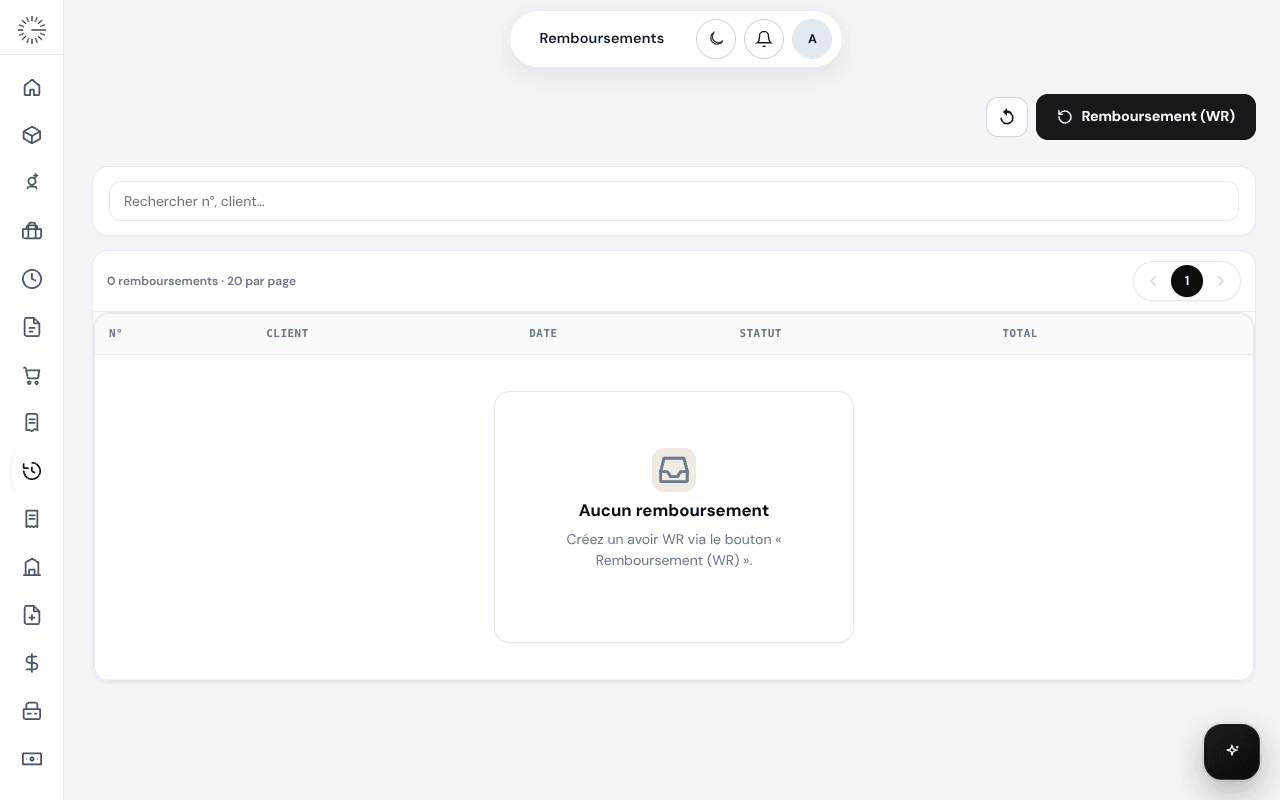 Remboursements
A
Remboursement (WR)
Rechercher n°, client…
0 remboursements · 20 par page
1
N° CLIENT DATE STATUT TOTAL
Aucun remboursement
Créez un avoir WR via le bouton «
Remboursement (WR) ».